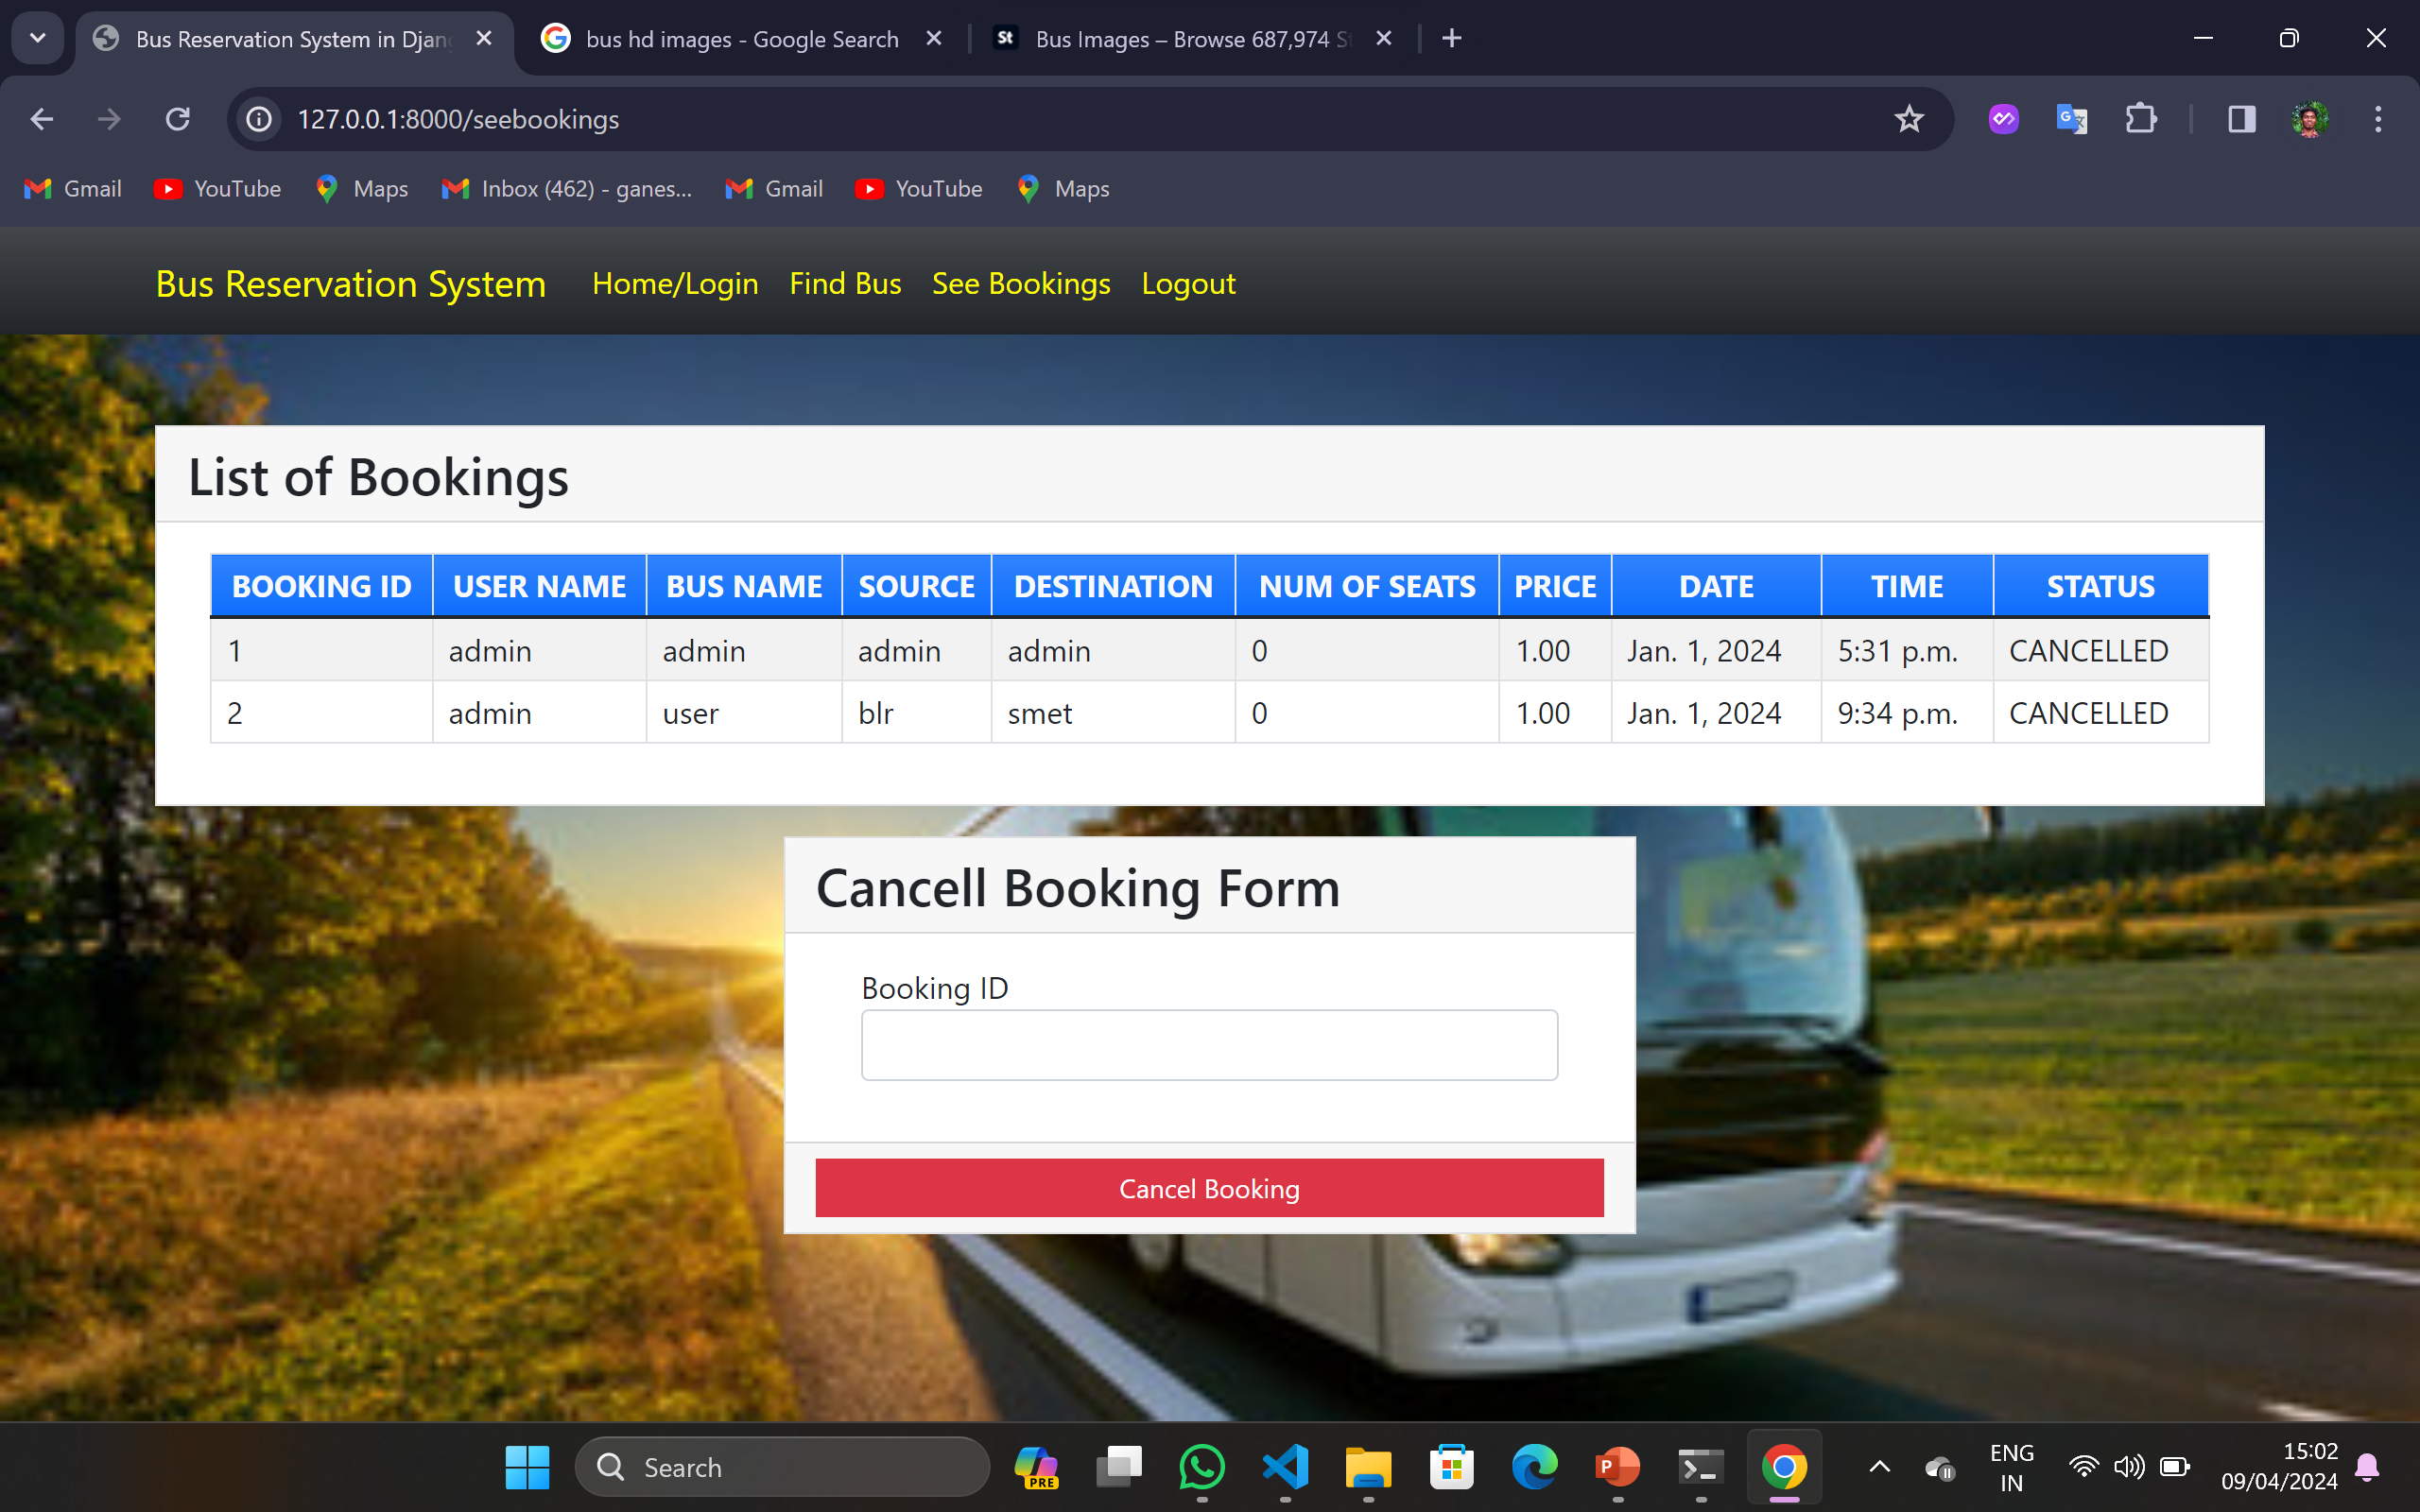 Bus Reservation System in Djan
bus hd images - Google Search
St
Bus Images – Browse 687,974 S
127.0.0.1:8000/seebookings
Gmail YouTube Maps Inbox (462) - ganes... Gmail YouTube Maps
Bus Reservation System Home/Login Find Bus See Bookings Logout
List of Bookings
BOOKING ID USER NAME BUS NAME SOURCE DESTINATION NUM OF SEATS PRICE DATE TIME STATUS
1 admin admin admin admin 0 1.00 Jan. 1, 2024 5:31 p.m. CANCELLED
2 admin user blr smet 0 1.00 Jan. 1, 2024 9:34 p.m. CANCELLED
Cancell Booking Form
Booking ID
Cancel Booking
Search
PRE
P
ENG
IN
15:02
09/04/2024